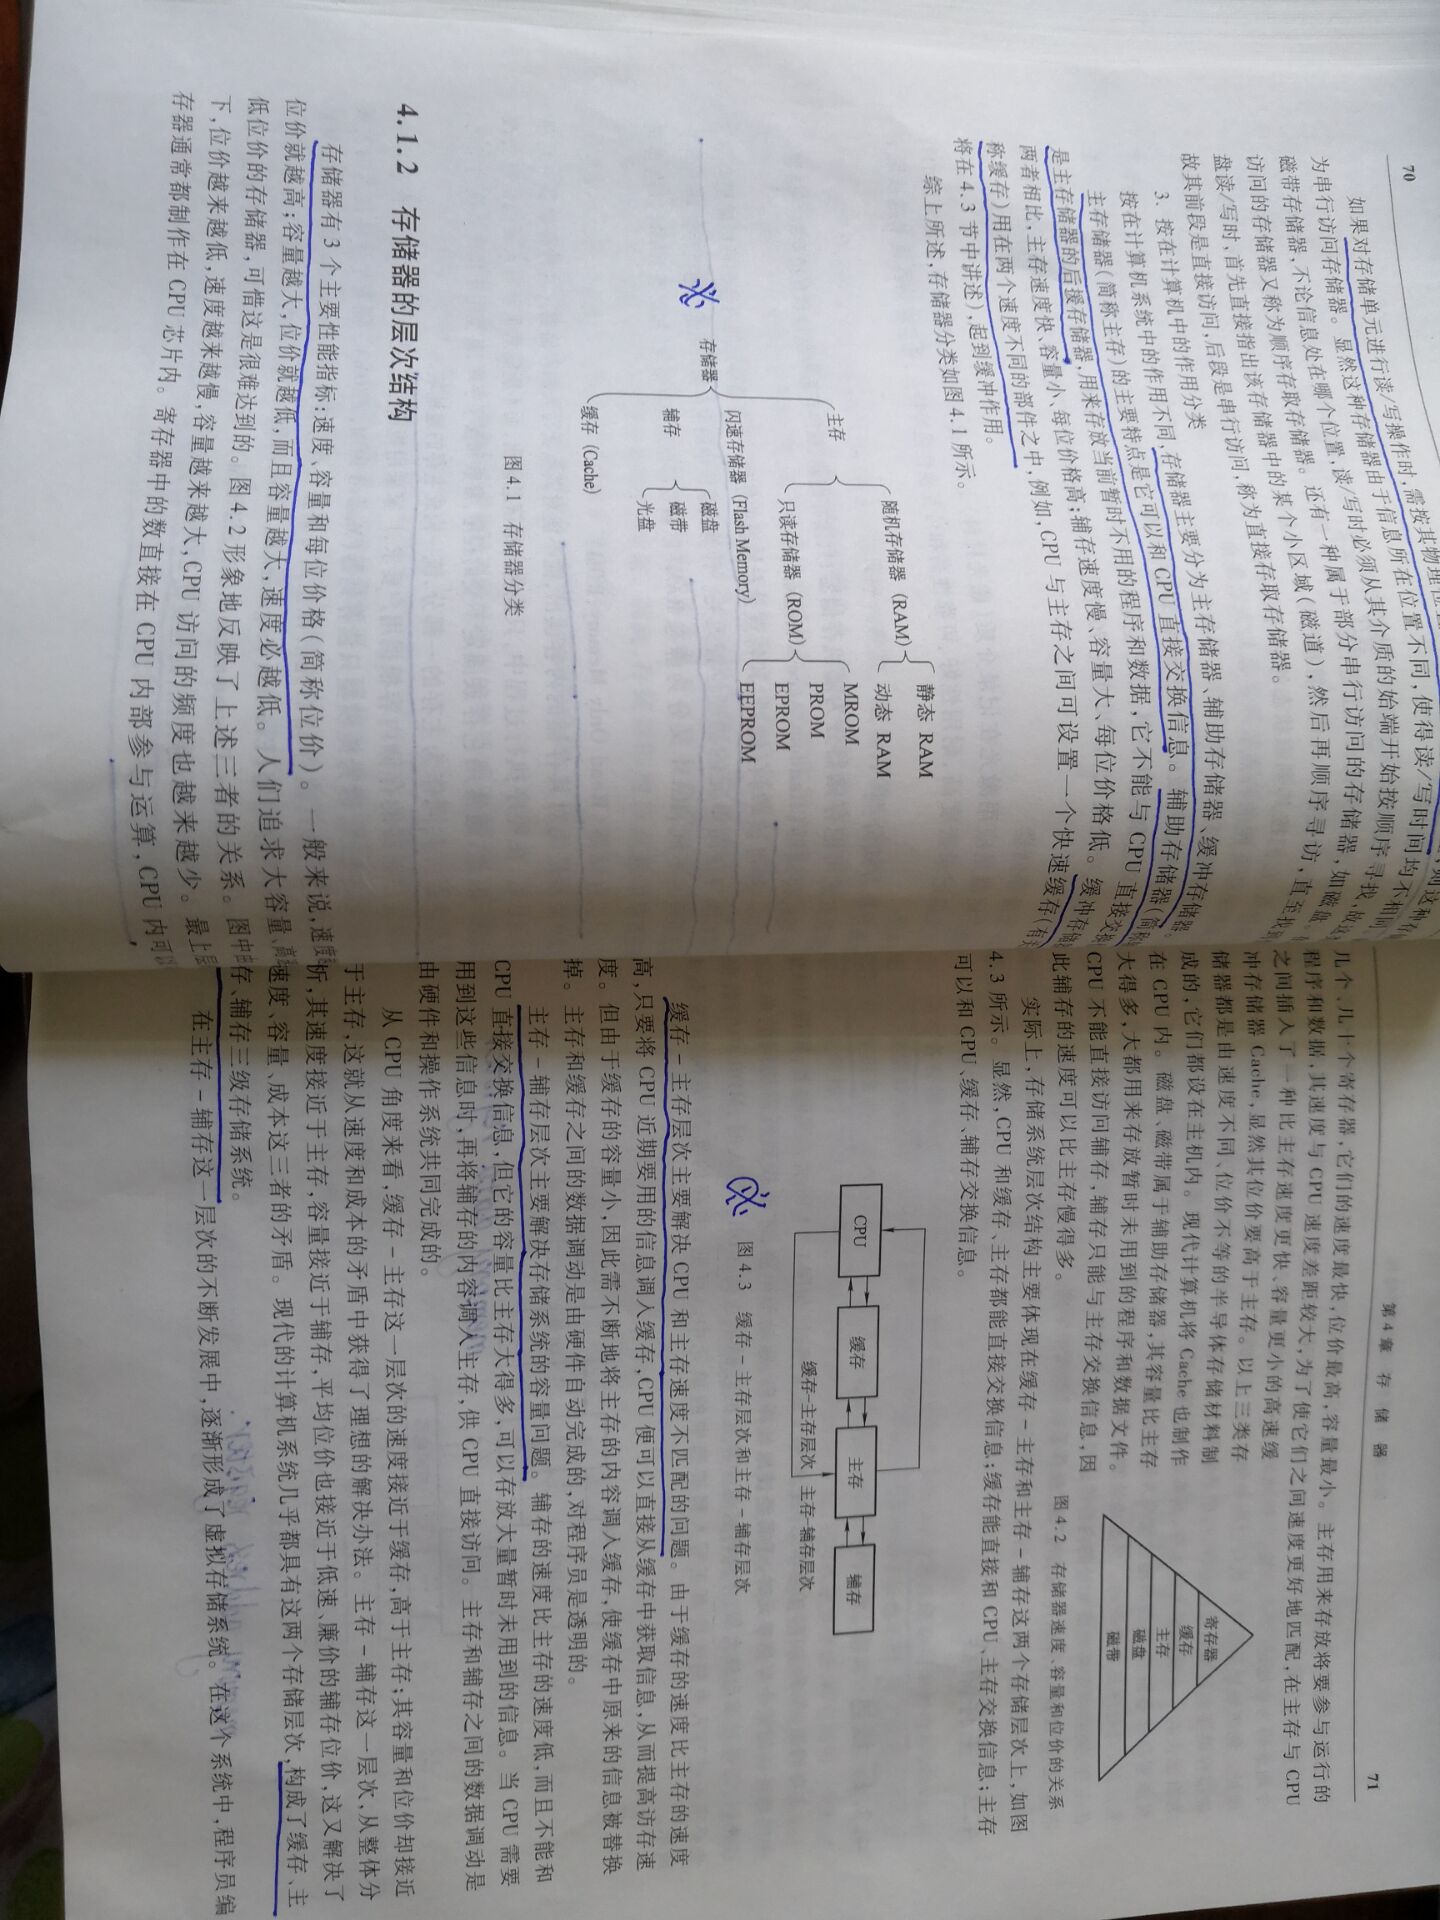 70
如果对存储单元进行读/写操作时,需按其物理位置
为串行访问存储器。显然这种存储器由于信息所在位置不同,使得读/写时间均不相同
磁带存储器,不论信息处在哪个位置,读/写时必须从其介质的始端开始按顺序寻找,故
访问的存储器又称为顺序存取存储器。还有一种属于部分串行访问的存储器,如磁盘。
盘读/写时,首先直接指出该存储器中的某个小区域(磁道),然后再顺序寻访,直至找
故其前段是直接访问,后段是串行访问,称为直接存取存储器。
3. 按在计算机中的作用分类
按在计算机系统中的作用不同,存储器主要分为主存储器、辅助存储器、缓冲存储器。
主存储器(简称主存)的主要特点是它可以和 CPU 直接交换信息。辅助存储器(简称
是主存储器的后援存储器,用来存放当前暂时不用的程序和数据,它不能与 CPU 直接交换
两者相比,主存速度快、容量小、每位价格高;辅存速度慢、容量大、每位价格低。缓冲存储
称缓存)用在两个速度不同的部件之中,例如,CPU 与主存之间可设置一个快速缓存(有
将在 4.3 节中讲述),起到缓冲作用。
综上所述,存储器分类如图 4.1 所示。
存储器
主存
随机存储器(RAM)
静态 RAM
动态 RAM
只读存储器(ROM)
MROM
PROM
EPROM
EEPROM
闪速存储器(Flash Memory)
辅存
磁盘
磁带
光盘
缓存(Cache)
图 4.1 存储器分类
4.1.2 存储器的层次结构
存储器有 3 个主要性能指标:速度、容量和每位价格(简称位价)。一般来说,速度
位价就越高;容量越大,位价就越低,而且容量越大,速度必越低。人们追求大容量、高速
低位价的存储器,可惜这是很难达到的。图 4.2 形象地反映了上述三者的关系。图中由
下,位价越来越低,速度越来越慢,容量越来越大,CPU 访问的频度也越来越少。最上层
存器通常都制作在 CPU 芯片内。寄存器中的数直接在 CPU 内部参与运算,CPU 内可
第 4 章 存储器
71
几个、几十个寄存器,它们的速度最快,位价最高,容量最小。主存用来存放将要参与运行的
程序和数据,其速度与 CPU 速度差距较大,为了使它们之间速度更好地匹配,在主存与 CPU
之间插入了一种比主存速度更快、容量更小的高速缓
冲存储器 Cache,显然其位价要高于主存。以上三类存
储器都是由速度不同、位价不等的半导体存储材料制
成的,它们都设在主机内。现代计算机将 Cache 也制作
在 CPU 内。磁盘、磁带属于辅助存储器,其容量比主存
大得多,大都用来存放暂时未用到的程序和数据文件。
CPU 不能直接访问辅存,辅存只能与主存交换信息,因
此辅存的速度可以比主存慢得多。
寄存器
缓存
主存
磁盘
磁带
图 4.2 存储器速度、容量和位价的关系
实际上,存储系统层次结构主要体现在缓存-主存和主存-辅存这两个存储层次上,如图
4.3 所示。显然,CPU 和缓存、主存都能直接交换信息;缓存能直接和 CPU、主存交换信息;主存
可以和 CPU、缓存、辅存交换信息。
CPU
缓存
主存
辅存
缓存-主存层次
主存-辅存层次
图 4.3 缓存-主存层次和主存-辅存层次
缓存-主存层次主要解决 CPU 和主存速度不匹配的问题。由于缓存的速度比主存的速度
高,只要将 CPU 近期要用的信息调入缓存,CPU 便可以直接从缓存中获取信息,从而提高访存速
度。但由于缓存的容量小,因此需不断地将主存的内容调入缓存,使缓存中原来的信息被替换
掉。主存和缓存之间的数据调动是由硬件自动完成的,对程序员是透明的。
主存-辅存层次主要解决存储系统的容量问题。辅存的速度比主存的速度低,而且不能和
CPU 直接交换信息,但它的容量比主存大得多,可以存放大量暂时未用到的信息。当 CPU 需要
用到这些信息时,再将辅存的内容调入主存,供 CPU 直接访问。主存和辅存之间的数据调动是
由硬件和操作系统共同完成的。
从 CPU 角度来看,缓存-主存这一层次的速度接近于缓存,高于主存;其容量和位价却接近
于主存,这就从速度和成本的矛盾中获得了理想的解决办法。主存-辅存这一层次,从整体分
析,其速度接近于主存,容量接近于辅存,平均位价也接近于低速、廉价的辅存位价,这又解决了
速度、容量、成本这三者的矛盾。现代的计算机系统几乎都具有这两个存储层次,构成了缓存、主
存、辅存三级存储系统。
在主存-辅存这一层次的不断发展中,逐渐形成了虚拟存储系统。在这个系统中,程序员编